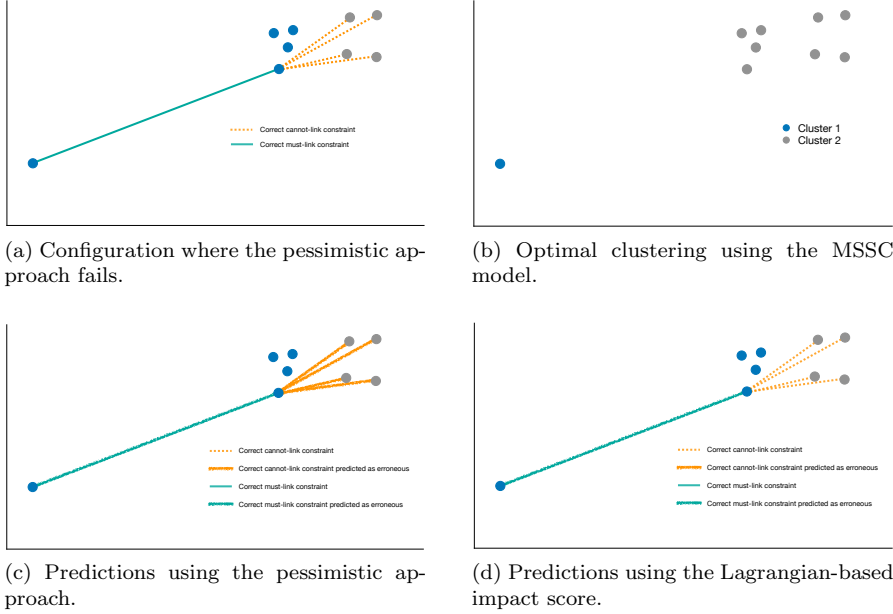 Correct cannot-link constraint
Correct must-link constraint
(a) Configuration where the pessimistic ap-
proach fails.
Cluster 1
Cluster 2
(b) Optimal clustering using the MSSC
model.
Correct cannot-link constraint
Correct cannot-link constraint predicted as erroneous
Correct must-link constraint
Correct must-link constraint predicted as erroneous
(c) Predictions using the pessimistic ap-
proach.
Correct cannot-link constraint
Correct cannot-link constraint predicted as erroneous
Correct must-link constraint
Correct must-link constraint predicted as erroneous
(d) Predictions using the Lagrangian-based
impact score.